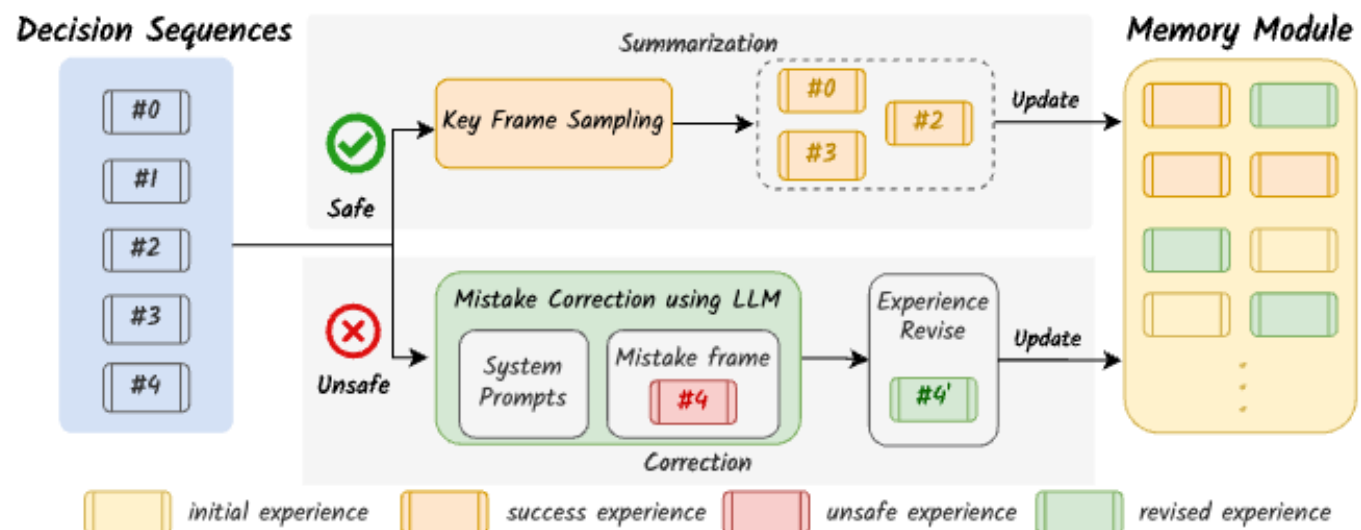 Decision Sequences
#0
#1
#2
#3
#4
Summarization
Safe
Key Frame Sampling
#0
#3
#2
Update
Unsafe
Mistake Correction using LLM
System
Prompts
Mistake frame
#4
Experience
Revise
#4'
Update
Correction
Memory Module
initial experience
success experience
unsafe experience
revised experience